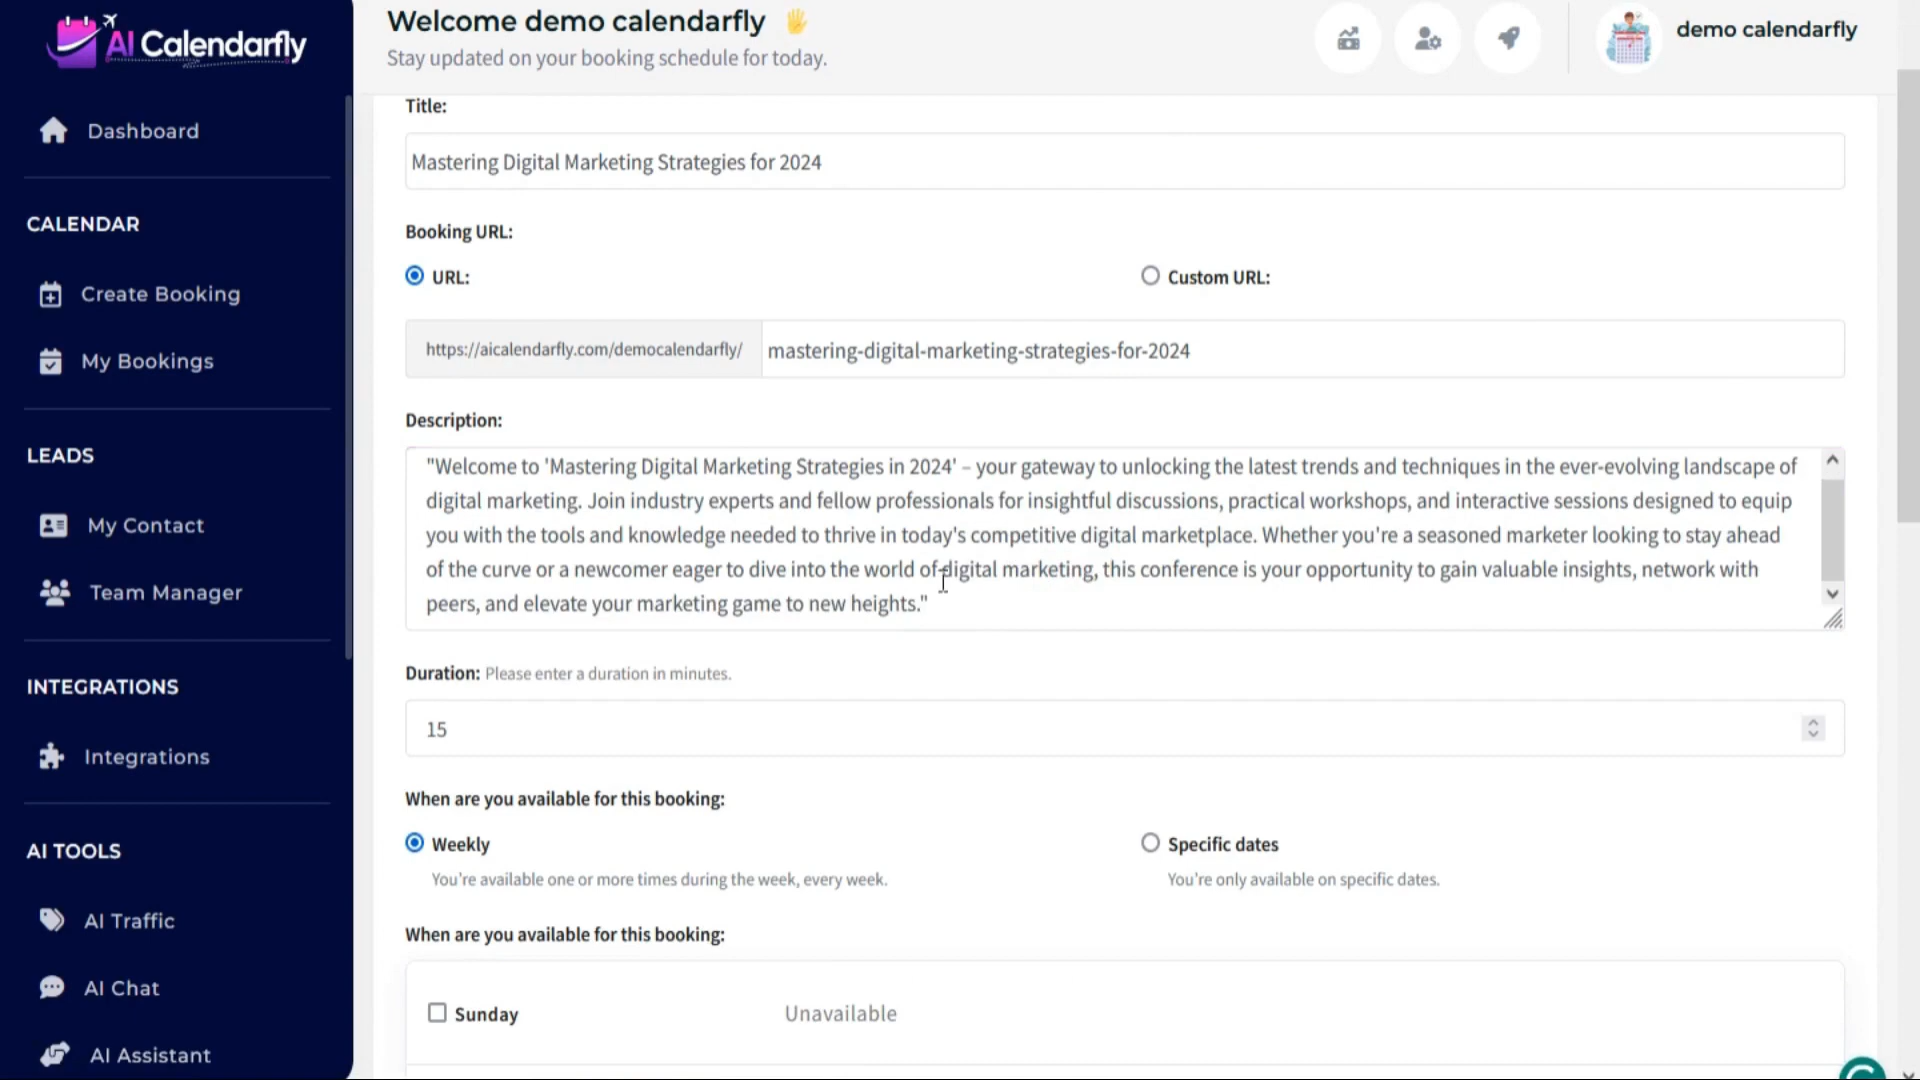 AI Calendarfly
Dashboard
CALENDAR
Create Booking
My Bookings
LEADS
My Contact
Team Manager
INTEGRATIONS
Integrations
AI TOOLS
AI Traffic
AI Chat
AI Assistant
Welcome demo calendarfly
Stay updated on your booking schedule for today.
demo calendarfly
Title:
Mastering Digital Marketing Strategies for 2024
Booking URL:
URL:
Custom URL:
https://aicalendarfly.com/democalendarfly/
mastering-digital-marketing-strategies-for-2024
Description:
"Welcome to 'Mastering Digital Marketing Strategies in 2024' – your gateway to unlocking the latest trends and techniques in the ever-evolving landscape of
digital marketing. Join industry experts and fellow professionals for insightful discussions, practical workshops, and interactive sessions designed to equip
you with the tools and knowledge needed to thrive in today's competitive digital marketplace. Whether you're a seasoned marketer looking to stay ahead
of the curve or a newcomer eager to dive into the world of digital marketing, this conference is your opportunity to gain valuable insights, network with
peers, and elevate your marketing game to new heights."
Duration: Please enter a duration in minutes.
15
When are you available for this booking:
Weekly
You're available one or more times during the week, every week.
Specific dates
You're only available on specific dates.
When are you available for this booking:
Sunday
Unavailable